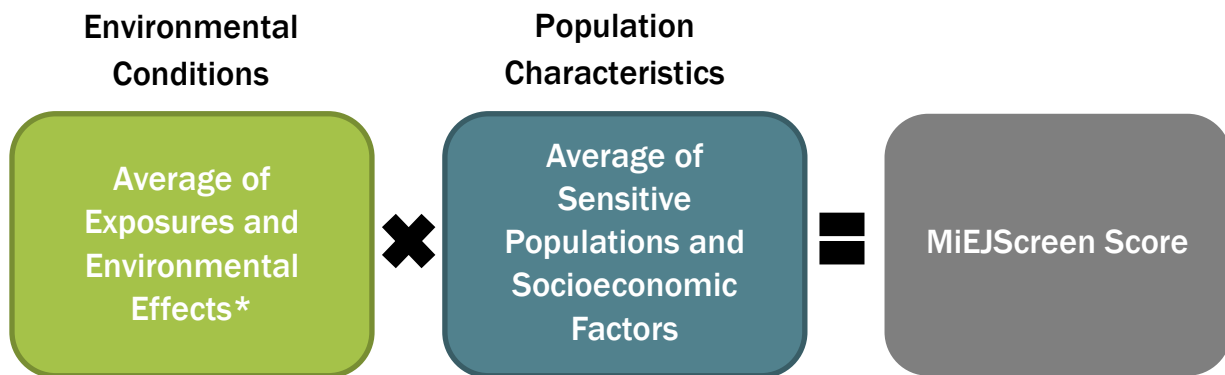 Environmental
Conditions
Population
Characteristics
Average of
Exposures and
Environmental
Effects*
Average of
Sensitive
Populations and
Socioeconomic
Factors
MiEJScreen Score